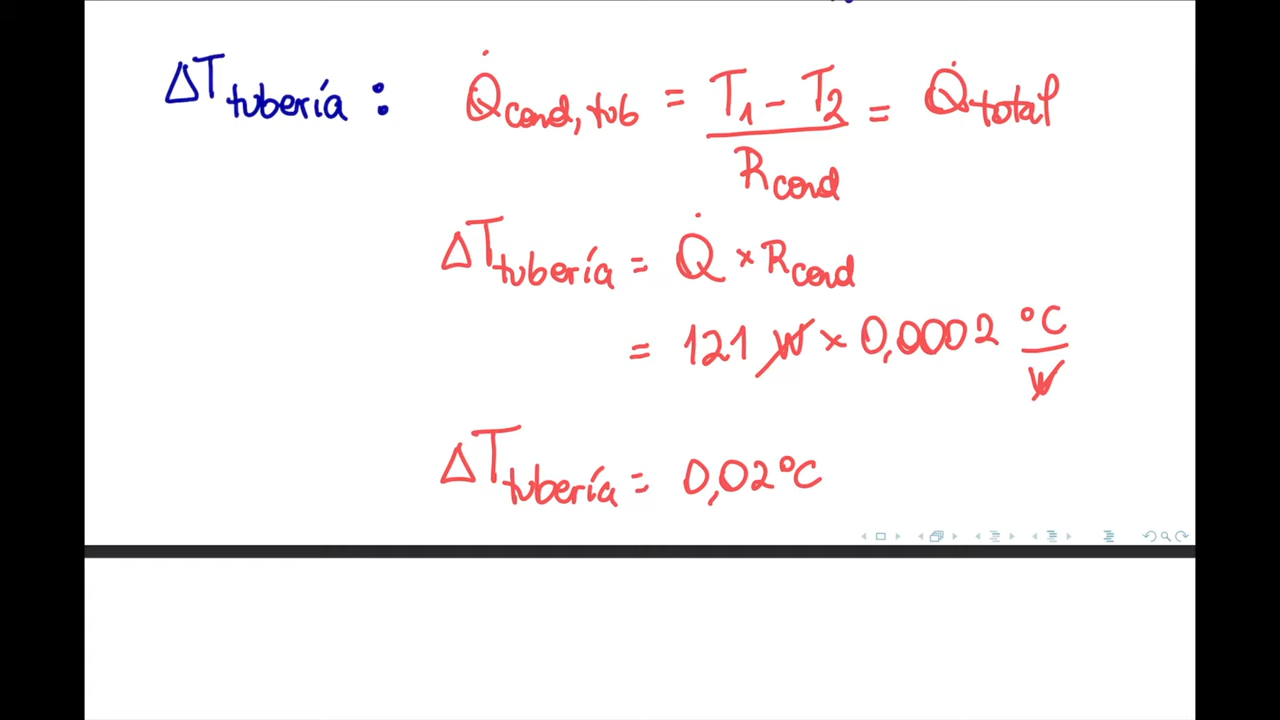 ΔT tubería : Q̇ cond, tub = (T1 - T2) / R cond = Q̇ total
ΔT tubería = Q̇ × R cond
= 121 W × 0,0002 °C / W
ΔT tubería = 0,02 °C